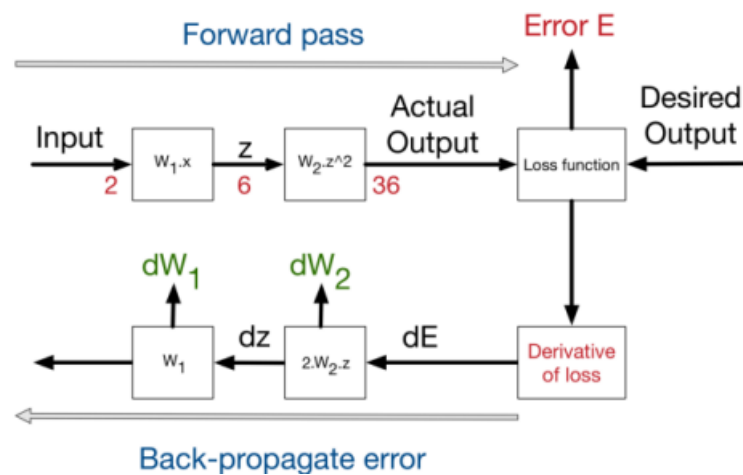 Forward pass
Error E
Input
2
W₁.x
z
6
W₂.z^2
Actual
Output
36
Loss function
Desired
Output
dW₁
dW₂
W₁
dz
2.W₂.z
dE
Derivative
of loss
Back-propagate error